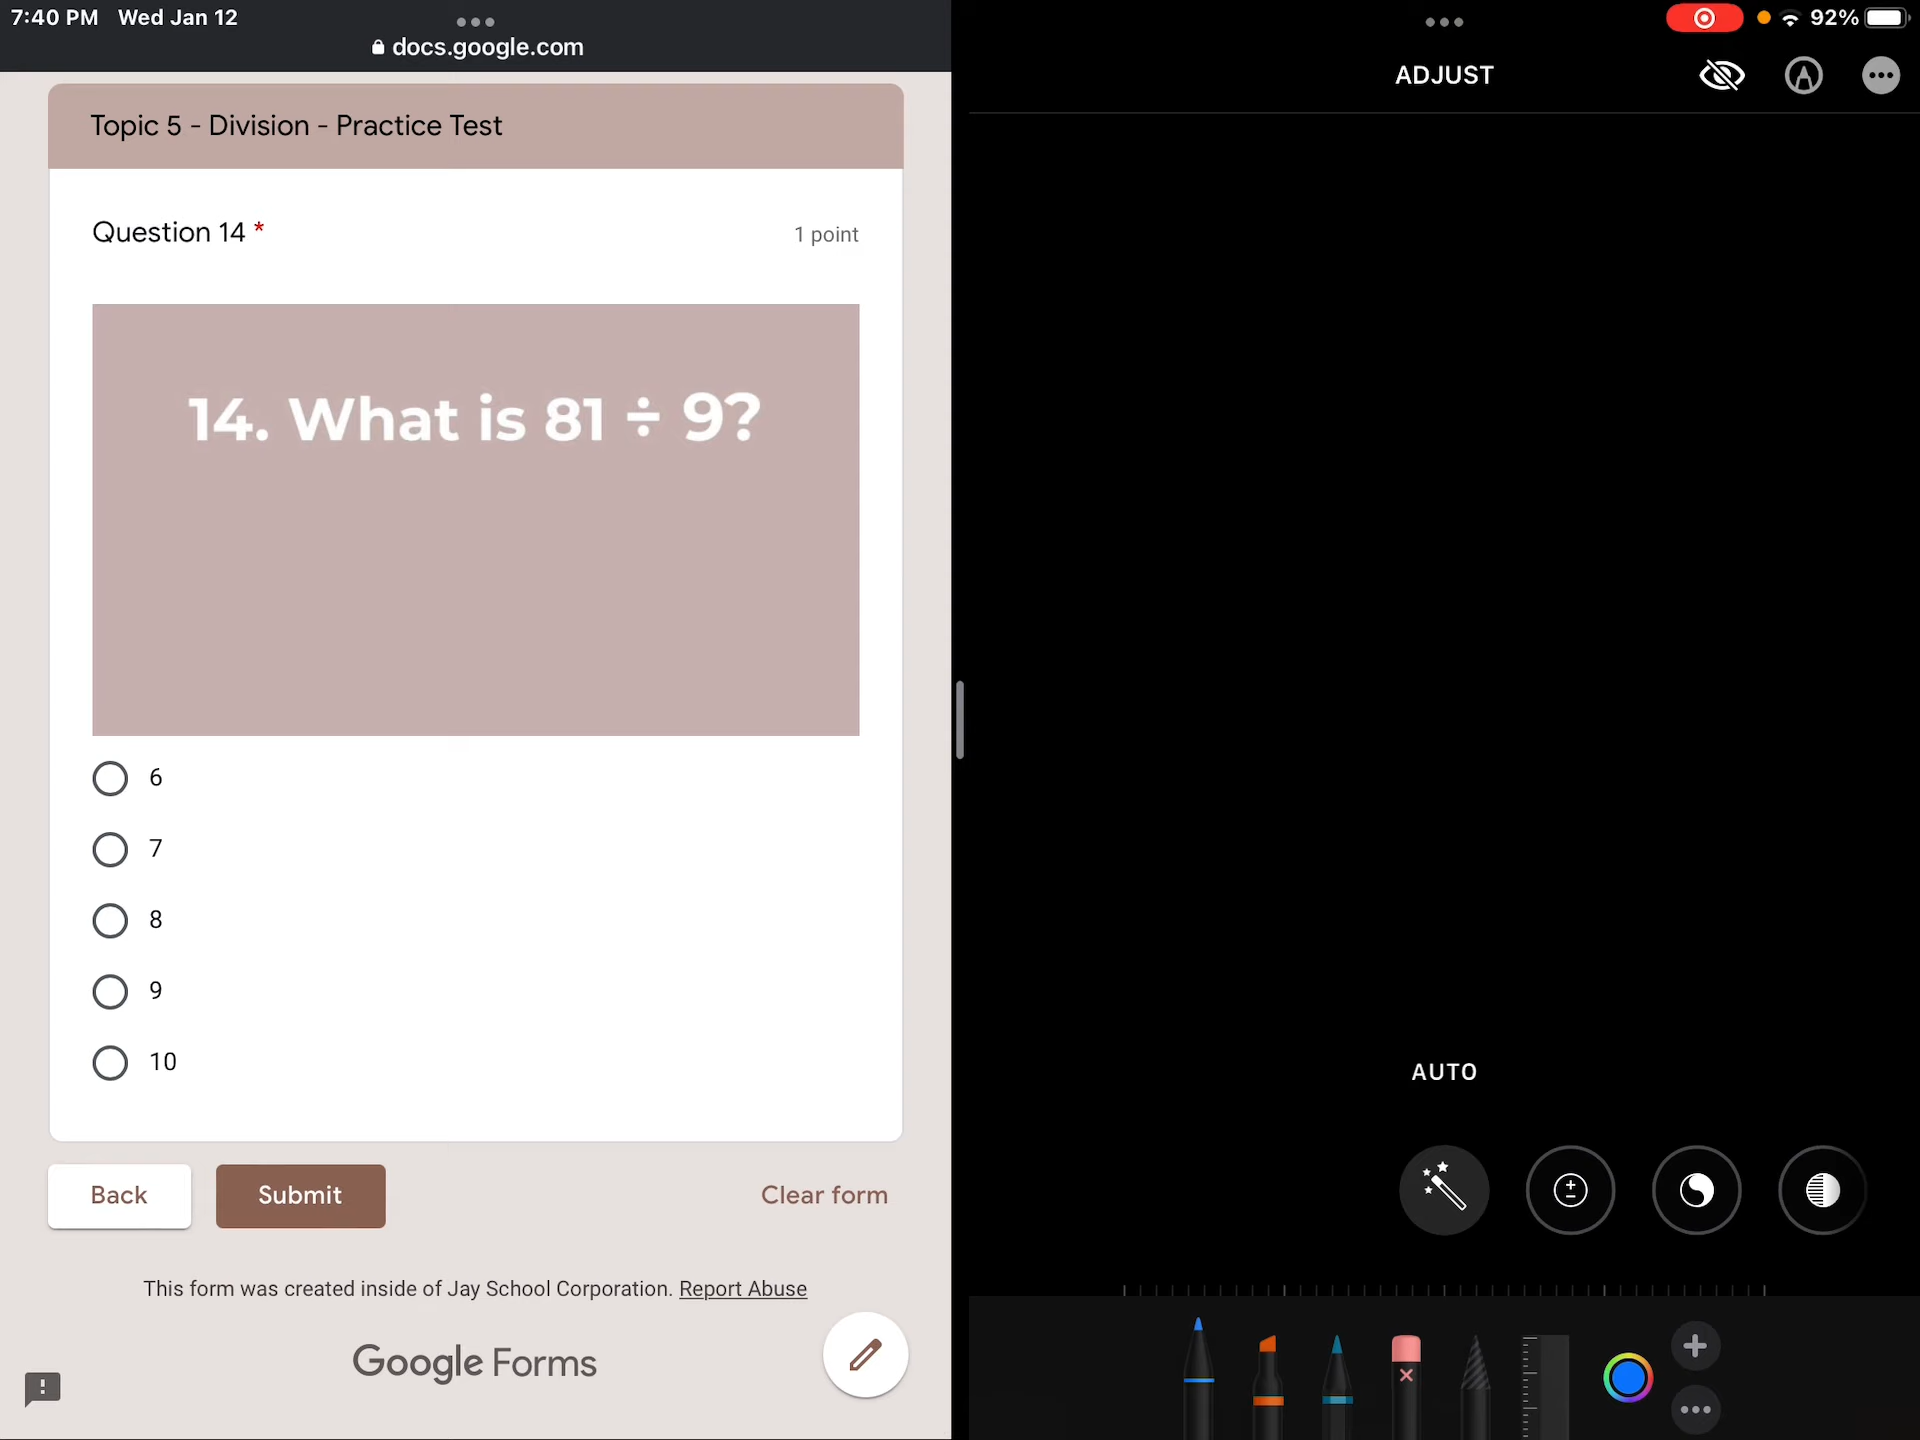 7:40 PM Wed Jan 12
docs.google.com
92%
ADJUST
Topic 5 - Division - Practice Test
Question 14 *
1 point
14. What is 81 ÷ 9?
6
7
8
9
10
AUTO
Back
Submit
Clear form
This form was created inside of Jay School Corporation. Report Abuse
Google Forms